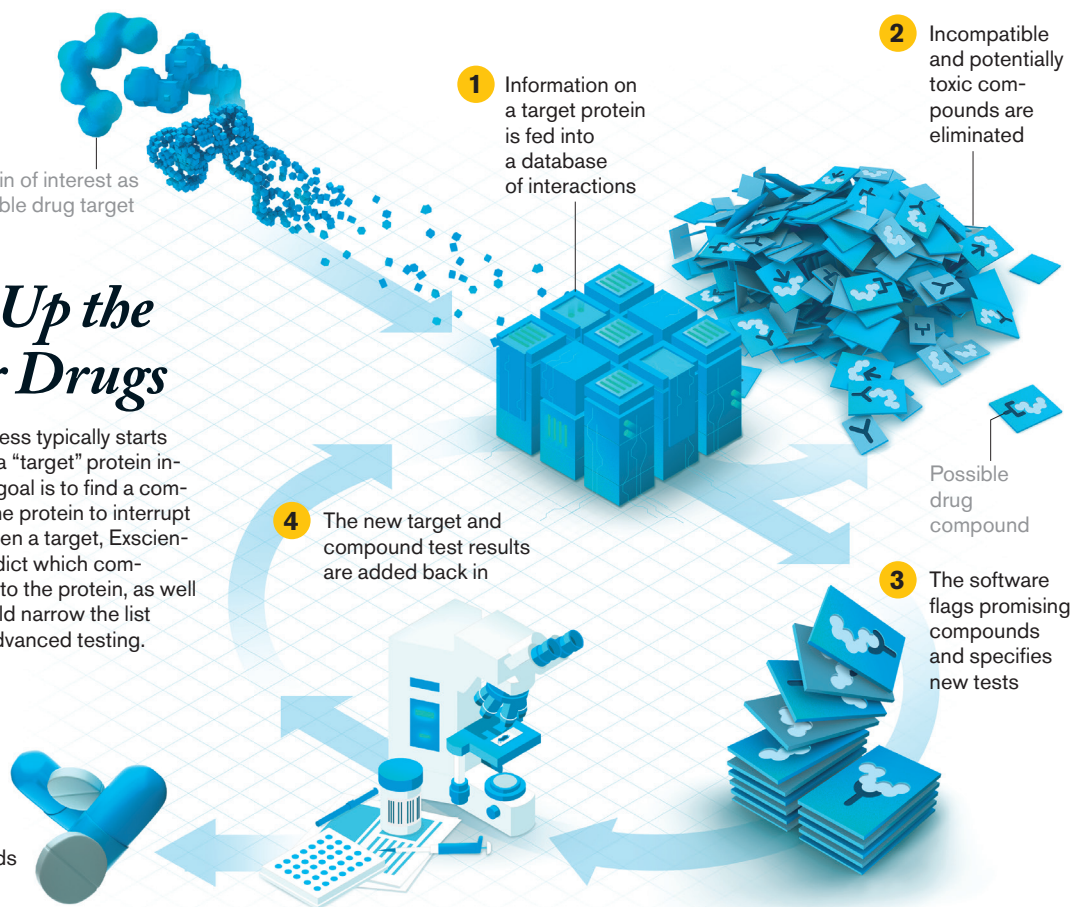 in of interest as
ble drug target
1 Information on
a target protein
is fed into
a database
of interactions
2 Incompatible
and potentially
toxic com-
pounds are
eliminated
Up the
r Drugs
ess typically starts
a “target” protein in-
goal is to find a com-
ne protein to interrupt
en a target, Exscien-
dict which com-
to the protein, as well
ld narrow the list
dvanced testing.
Possible
drug
compound
4 The new target and
compound test results
are added back in
3 The software
flags promising
compounds
and specifies
new tests
ds